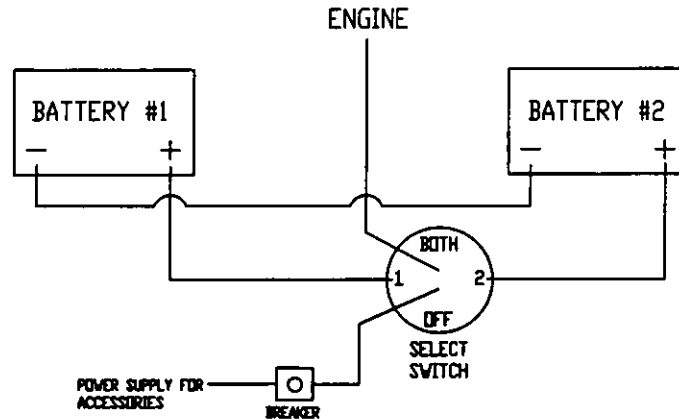 ENGINE
BATTERY #1
BATTERY #2
- +
- +
BOTH
1 2
OFF
SELECT
SWITCH
POWER SUPPLY FOR
ACCESSORIES
BREAKER